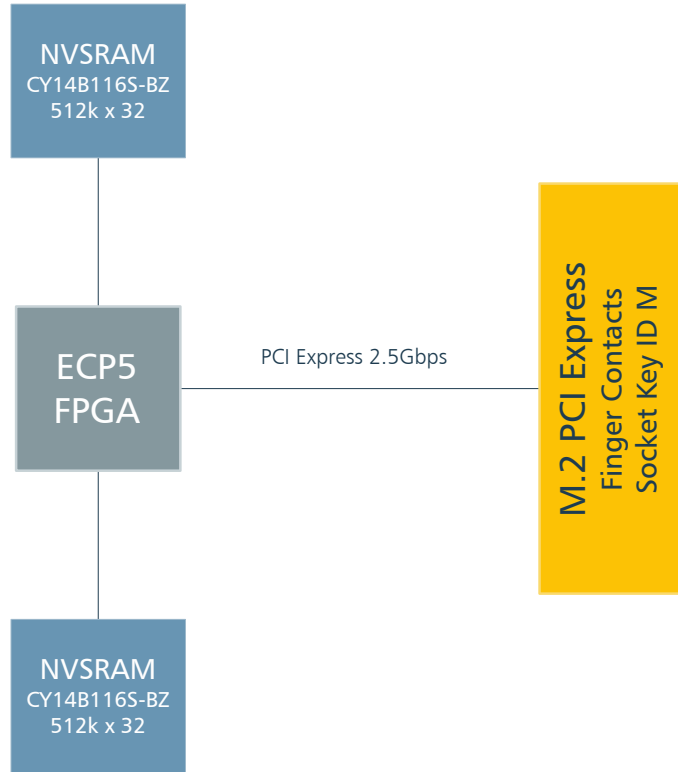 NVSRAM
CY14B116S-BZ
512k x 32
ECP5
FPGA
PCI Express 2.5Gbps
M.2 PCI Express
Finger Contacts
Socket Key ID M
NVSRAM
CY14B116S-BZ
512k x 32